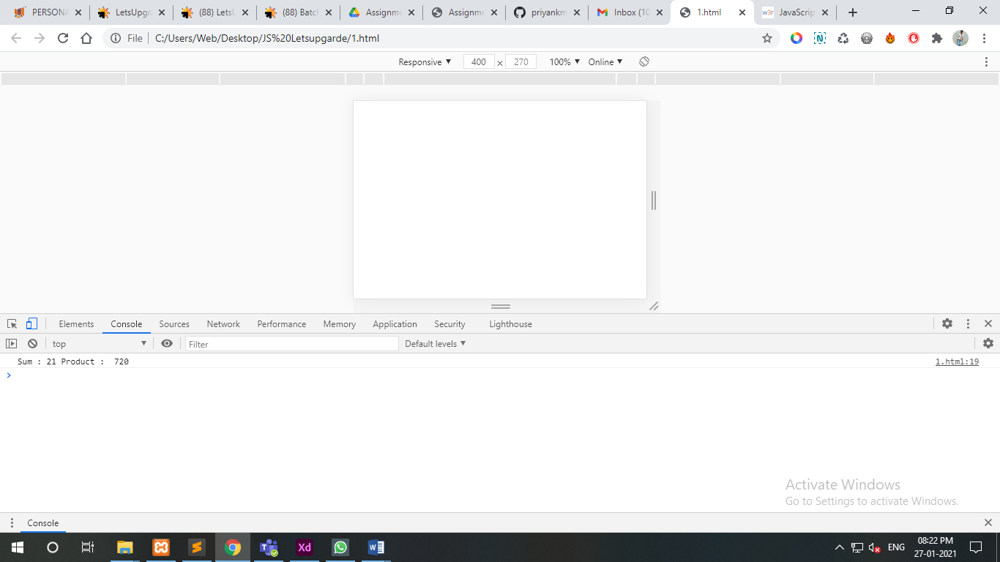 PERSONA
LetsUpgra
(88) LetsU
(88) Batch
Assignme
Assignme
priyankm
Inbox (10
1.html
w3r JavaScrip
File C:/Users/Web/Desktop/JS%20Letsupgarde/1.html
Responsive ▼ 400 × 270 100% ▼ Online ▼
Elements Console Sources Network Performance Memory Application Security Lighthouse
top ▼ Filter Default levels ▼
Sum : 21 Product :  720 1.html:19
Activate Windows
Go to Settings to activate Windows.
Console
Xd
ENG
08:22 PM
27-01-2021